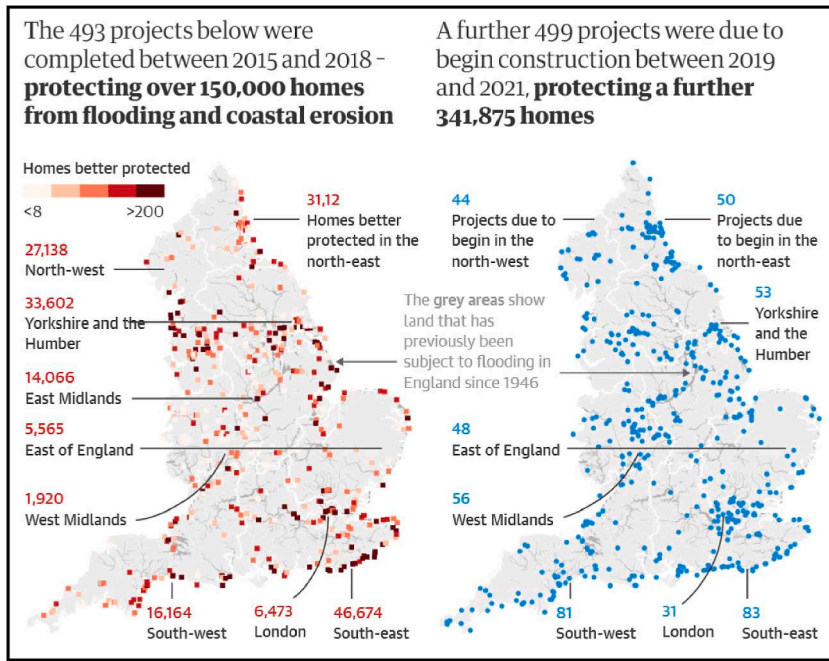 The 493 projects below were
completed between 2015 and 2018 –
protecting over 150,000 homes
from flooding and coastal erosion
Homes better protected
<8
>200
31,12
Homes better
protected in the
north-east
27,138
North-west
33,602
Yorkshire and the
Humber
14,066
East Midlands
5,565
East of England
1,920
West Midlands
16,164
South-west
6,473
London
46,674
South-east
The grey areas show
land that has
previously been
subject to flooding in
England since 1946
A further 499 projects were due to
begin construction between 2019
and 2021, protecting a further
341,875 homes
44
Projects due to
begin in the
north-west
50
Projects due
to begin in the
north-east
53
Yorkshire
and the
Humber
48
East of England
56
West Midlands
81
South-west
31
London
83
South-east